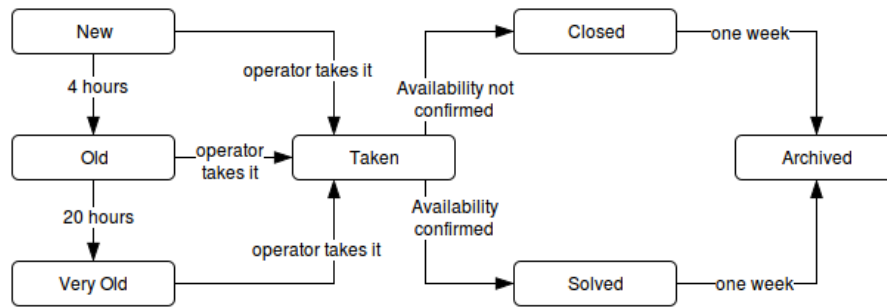 New
Closed
one week
operator takes it
4 hours
Availability not
confirmed
Old
operator
takes it
Taken
Archived
20 hours
Availability
confirmed
operator takes it
Very Old
Solved
one week